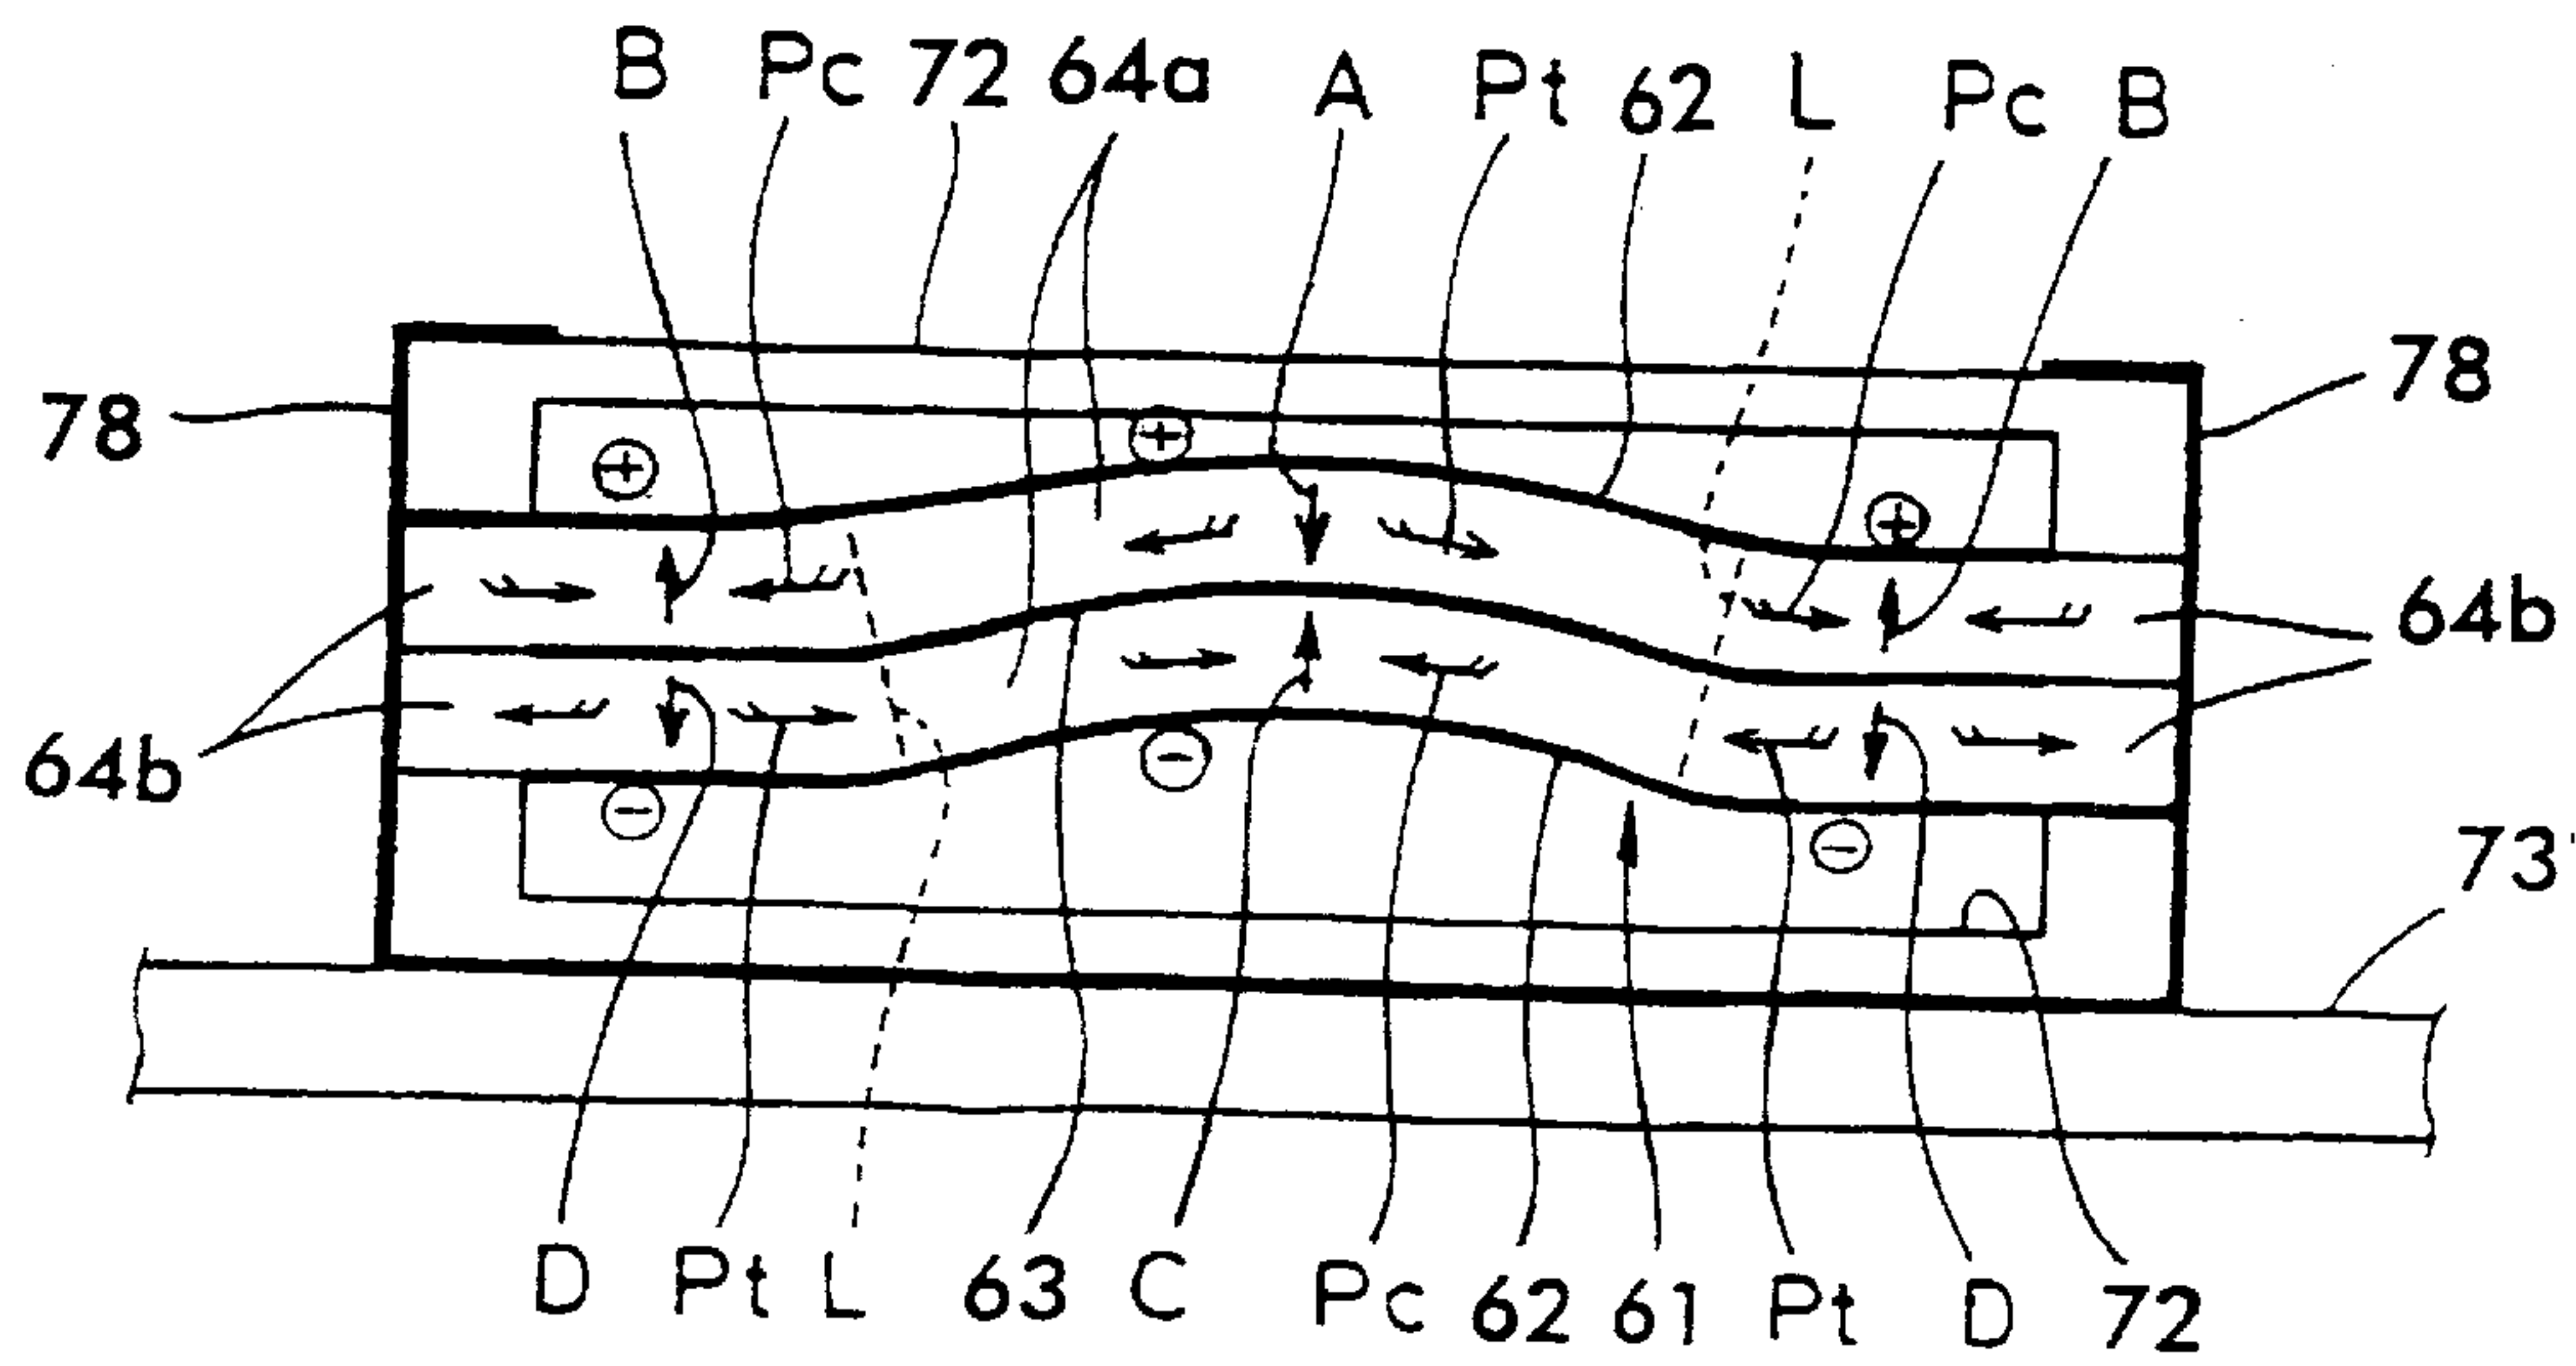 B Pc 72 64a A Pt 62 L Pc B
78 78
+ +
+
64b
64b
- -
-
73'
D Pt L 63 C Pc 62 61 Pt D 72